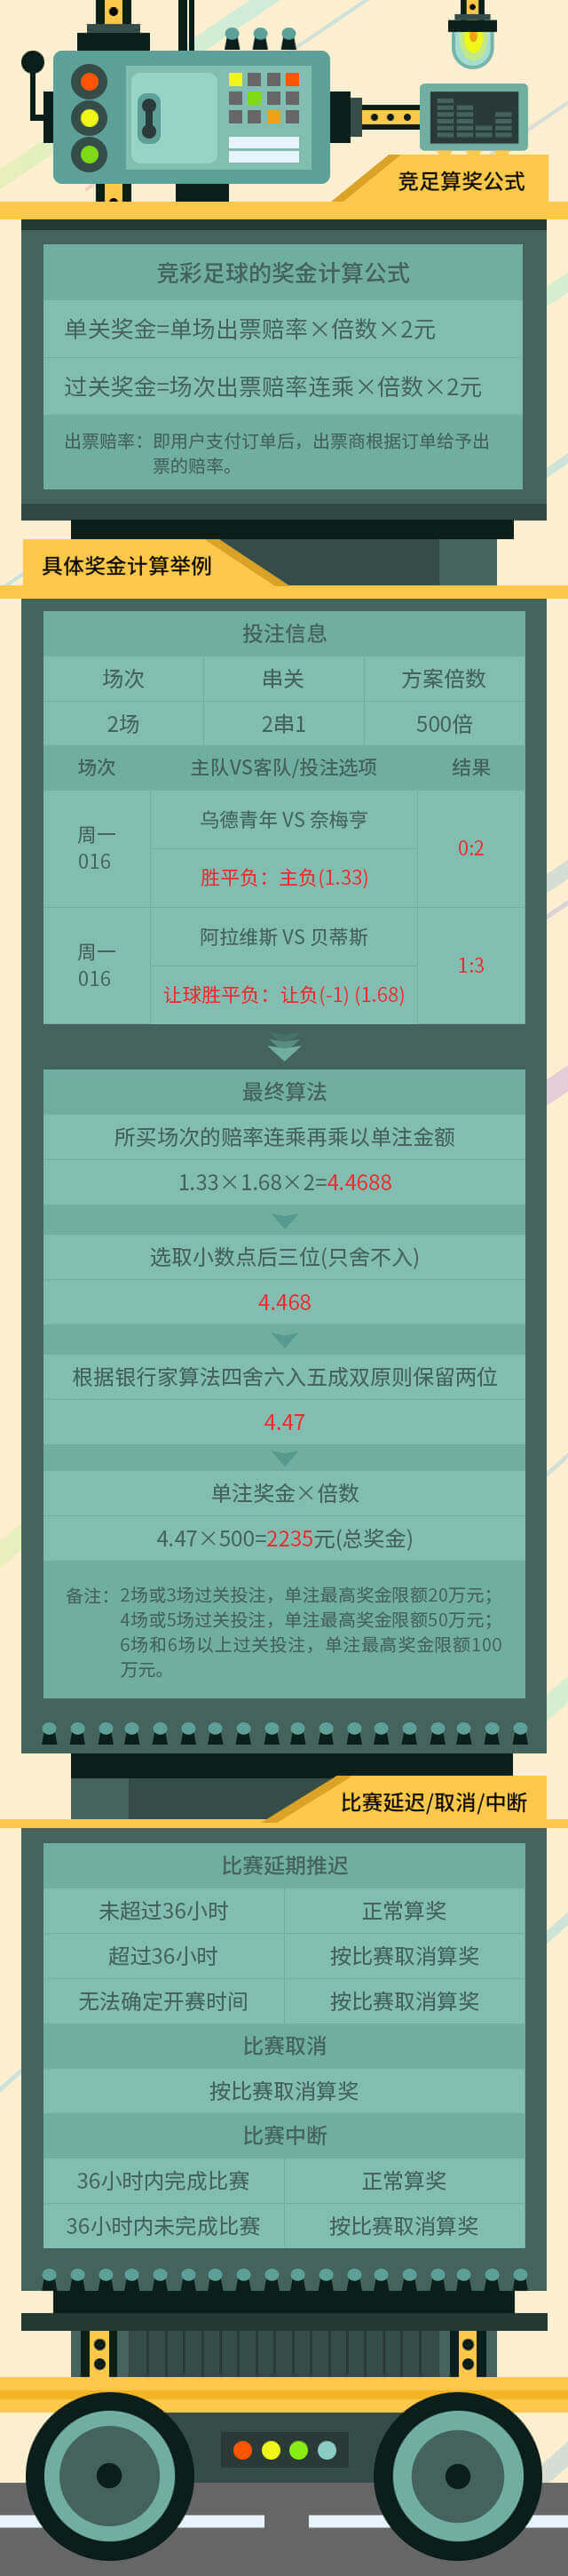 竞足算奖公式
竞彩足球的奖金计算公式
单关奖金=单场出票赔率×倍数×2元
过关奖金=场次出票赔率连乘×倍数×2元
出票赔率：即用户支付订单后，出票商根据订单给予出
票的赔率。
具体奖金计算举例
投注信息
场次 串关 方案倍数
2场 2串1 500倍
场次 主队VS客队/投注选项 结果
周一
016
乌德青年 VS 奈梅亨
胜平负：主负(1.33)
0:2
周一
016
阿拉维斯 VS 贝蒂斯
让球胜平负：让负(-1) (1.68)
1:3
最终算法
所买场次的赔率连乘再乘以单注金额
1.33×1.68×2=4.4688
选取小数点后三位(只舍不入)
4.468
根据银行家算法四舍六入五成双原则保留两位
4.47
单注奖金×倍数
4.47×500=2235元(总奖金)
备注：2场或3场过关投注，单注最高奖金限额20万元；
4场或5场过关投注，单注最高奖金限额50万元；
6场和6场以上过关投注，单注最高奖金限额100
万元。
比赛延迟/取消/中断
比赛延期推迟
未超过36小时 正常算奖
超过36小时 按比赛取消算奖
无法确定开赛时间 按比赛取消算奖
比赛取消
按比赛取消算奖
比赛中断
36小时内完成比赛 正常算奖
36小时内未完成比赛 按比赛取消算奖